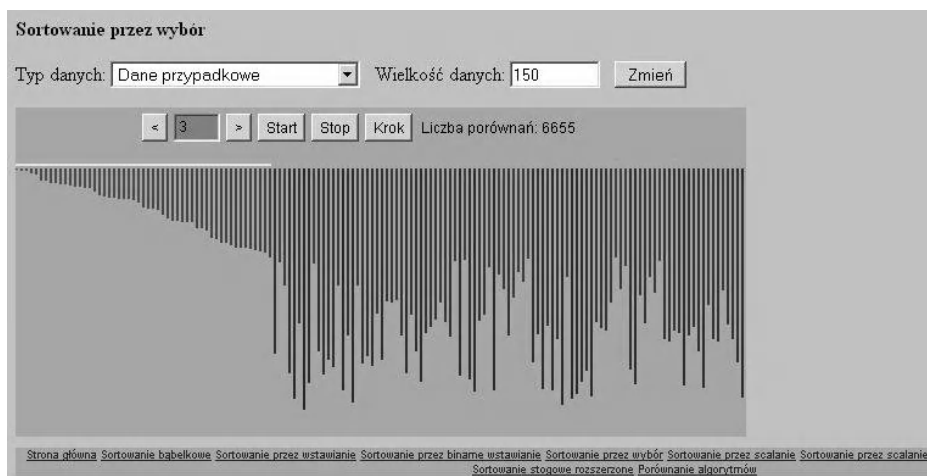 Sortowanie przez wybór
Typ danych: Dane przypadkowe Wielkość danych: 150 Zmień
< 3 > Start Stop Krok Liczba porównań: 6655
Strona główna Sortowanie bąbelkowe Sortowanie przez wstawianie Sortowanie przez binarne wstawianie Sortowanie przez wybór Sortowanie przez scalanie Sortowanie przez scalanie
Sortowanie stogowe rozszerzone Porównanie algorytmów